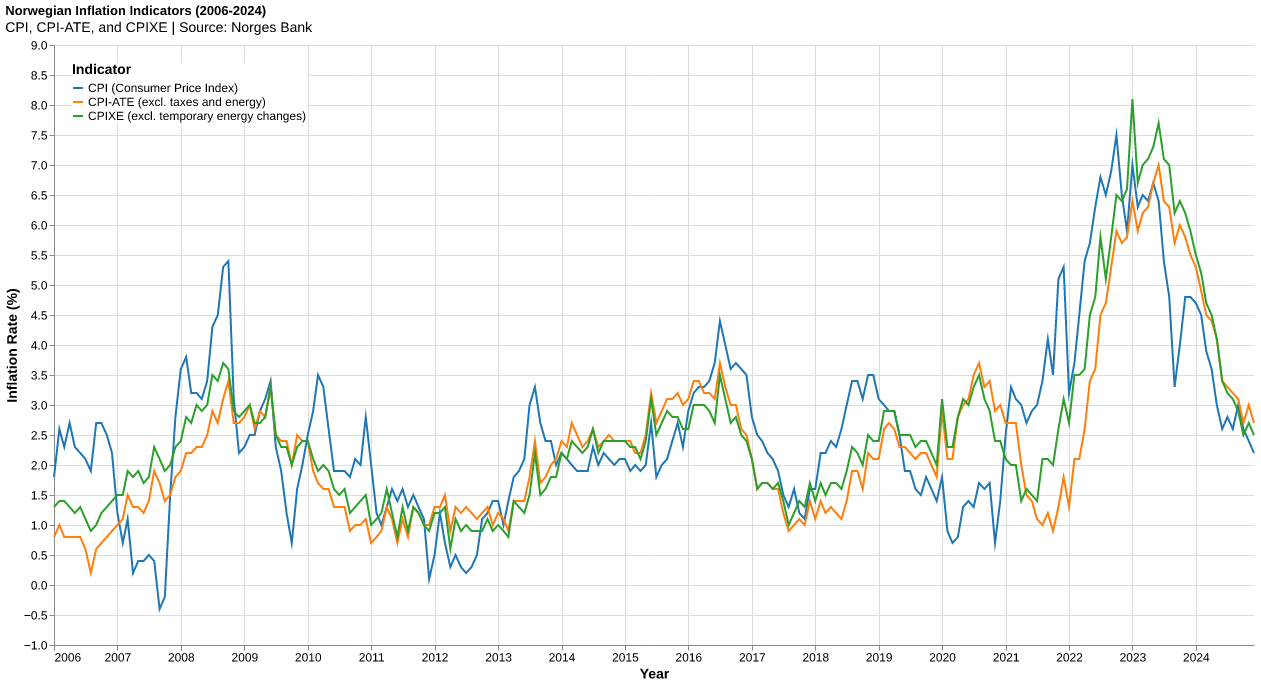 Norwegian Inflation Indicators (2006-2024)
CPI, CPI-ATE, and CPIXE | Source: Norges Bank
9.0
8.5
8.0
7.5
7.0
6.5
6.0
5.5
5.0
4.5
4.0
3.5
3.0
2.5
2.0
1.5
1.0
0.5
0.0
−0.5
−1.0
Inflation Rate (%)
Indicator
CPI (Consumer Price Index)
CPI-ATE (excl. taxes and energy)
CPIXE (excl. temporary energy changes)
2006 2007 2008 2009 2010 2011 2012 2013 2014 2015 2016 2017 2018 2019 2020 2021 2022 2023 2024
Year